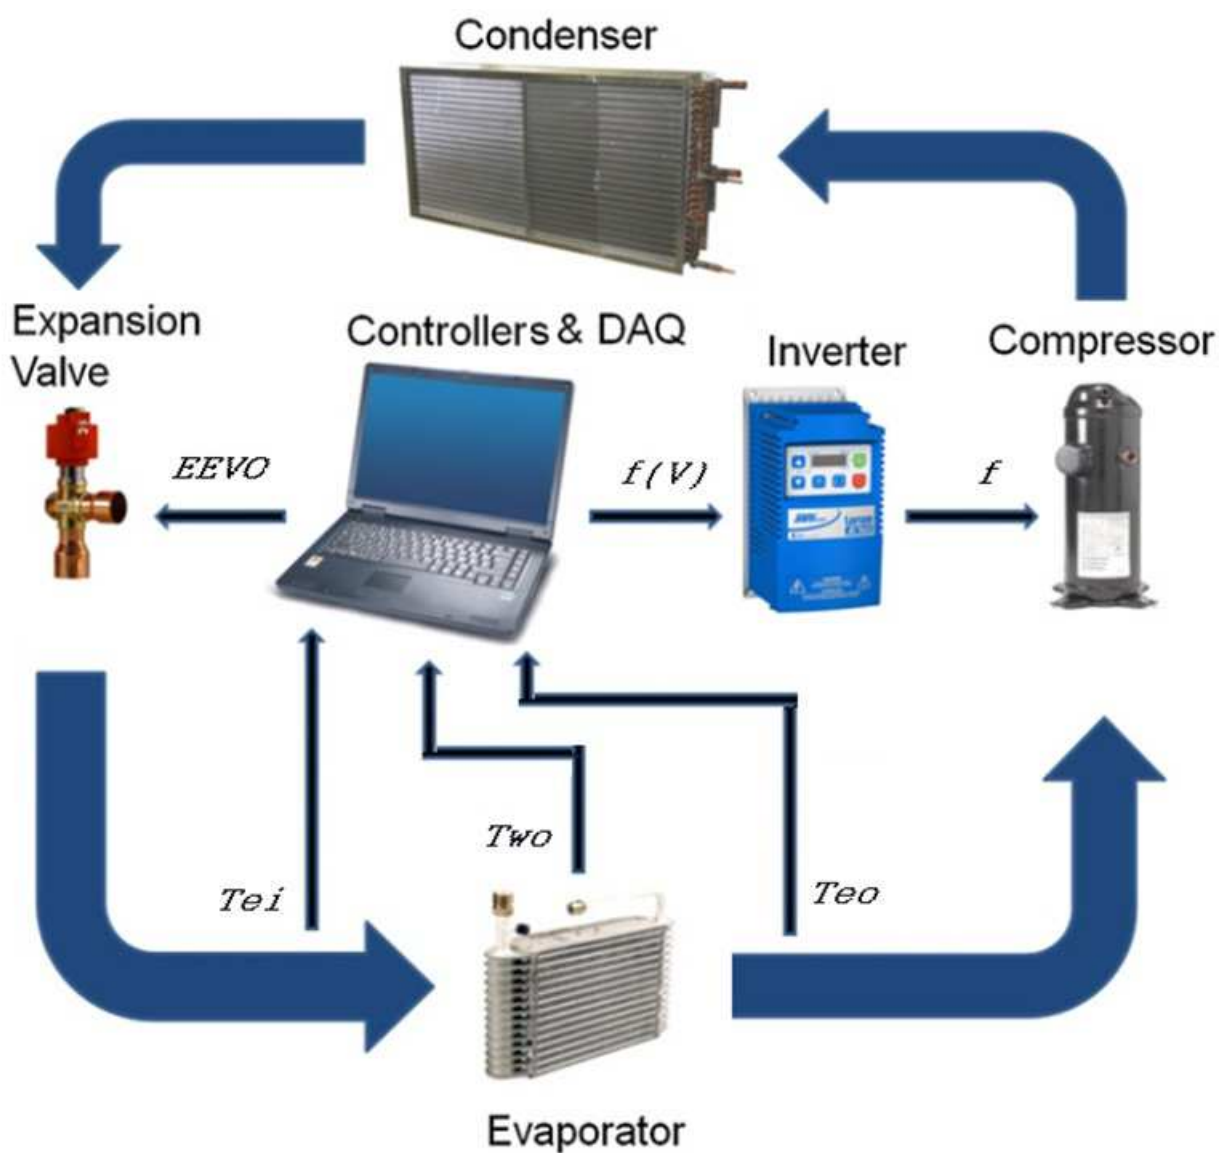 Condenser
Expansion
Valve
Controllers & DAQ
Inverter
Compressor
EEVO
f(V)
f
Two
Tei
Teo
Evaporator